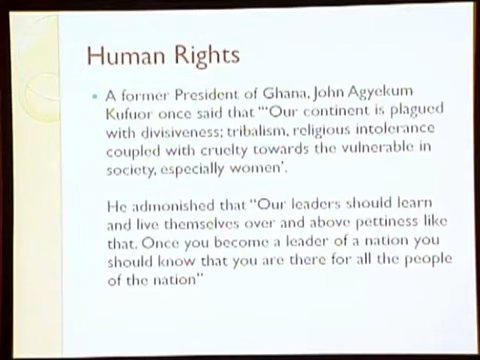 Human Rights
• A former President of Ghana, John Agyekum
Kufuor once said that “‘Our continent is plagued
with divisiveness; tribalism, religious intolerance
coupled with cruelty towards the vulnerable in
society, especially women’.
He admonished that “Our leaders should learn
and live themselves over and above pettiness like
that. Once you become a leader of a nation you
should know that you are there for all the people
of the nation”